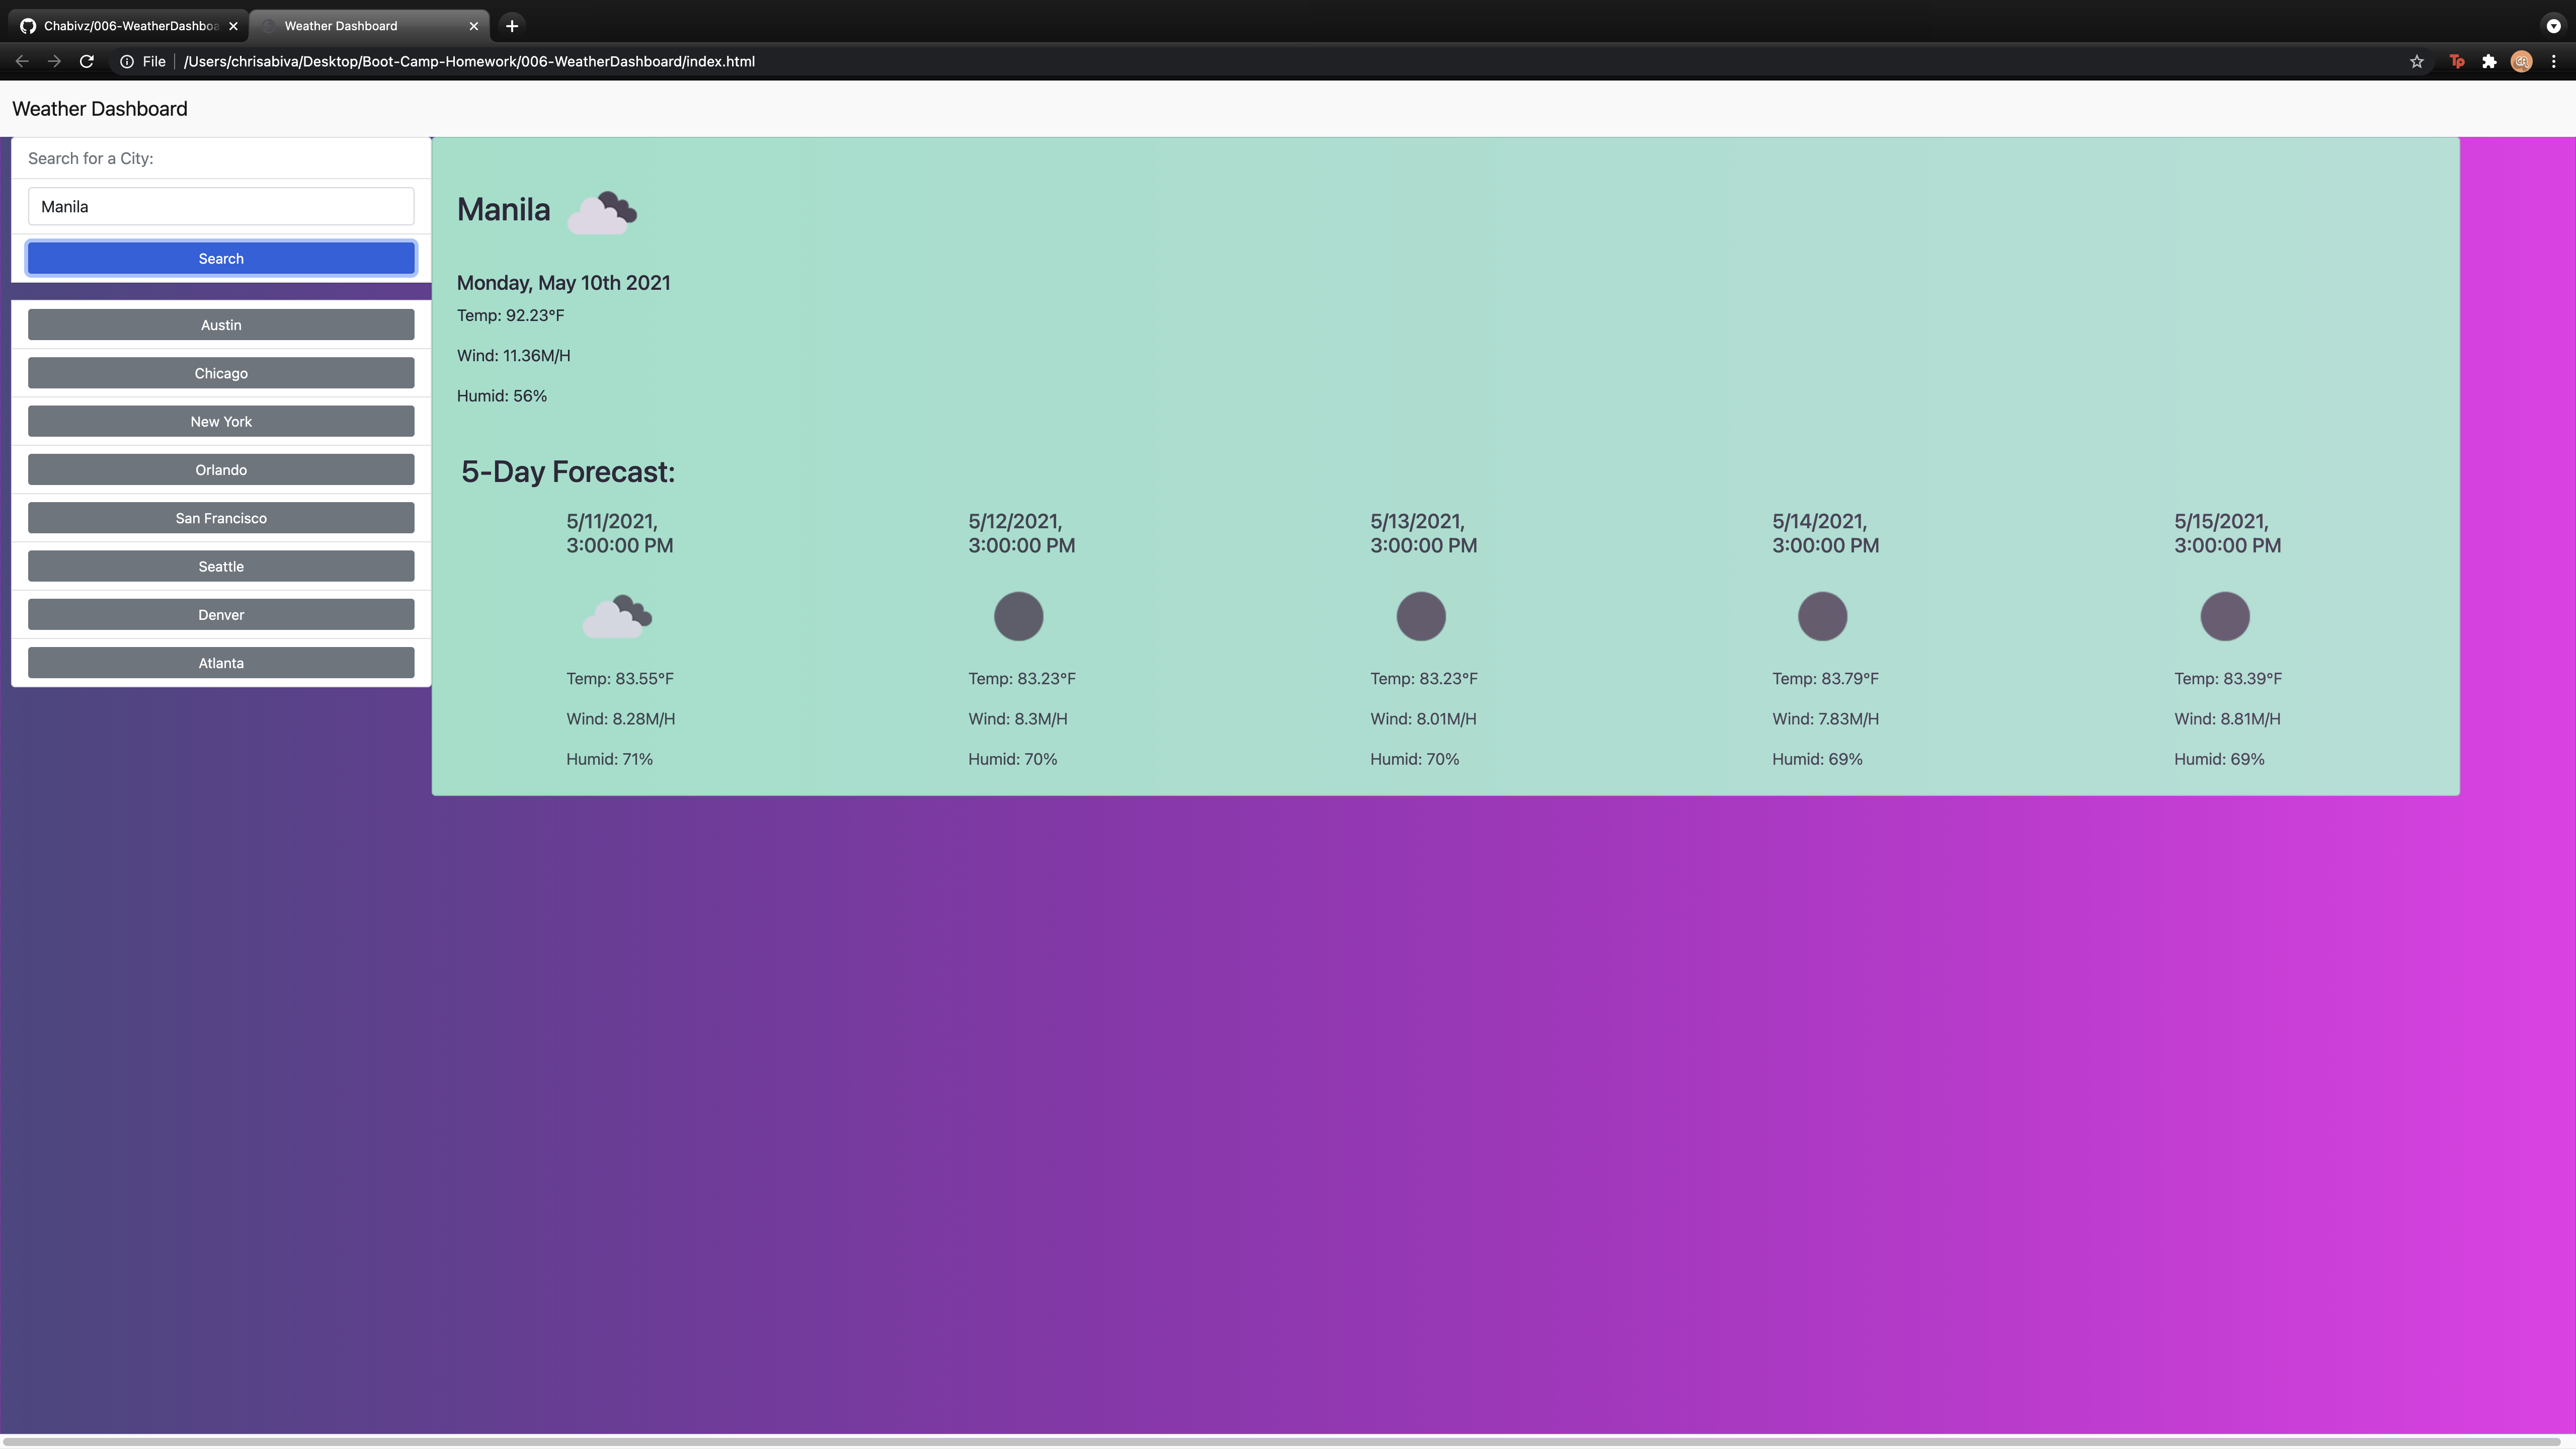 Chabivz/006-WeatherDashboa
Weather Dashboard
File
/Users/chrisabiva/Desktop/Boot-Camp-Homework/006-WeatherDashboard/index.html
Tp
Weather Dashboard
Search for a City:
Manila
Search
Austin
Chicago
New York
Orlando
San Francisco
Seattle
Denver
Atlanta
Manila
Monday, May 10th 2021
Temp: 92.23°F
Wind: 11.36M/H
Humid: 56%
5-Day Forecast:
5/11/2021,
3:00:00 PM
Temp: 83.55°F
Wind: 8.28M/H
Humid: 71%
5/12/2021,
3:00:00 PM
Temp: 83.23°F
Wind: 8.3M/H
Humid: 70%
5/13/2021,
3:00:00 PM
Temp: 83.23°F
Wind: 8.01M/H
Humid: 70%
5/14/2021,
3:00:00 PM
Temp: 83.79°F
Wind: 7.83M/H
Humid: 69%
5/15/2021,
3:00:00 PM
Temp: 83.39°F
Wind: 8.81M/H
Humid: 69%